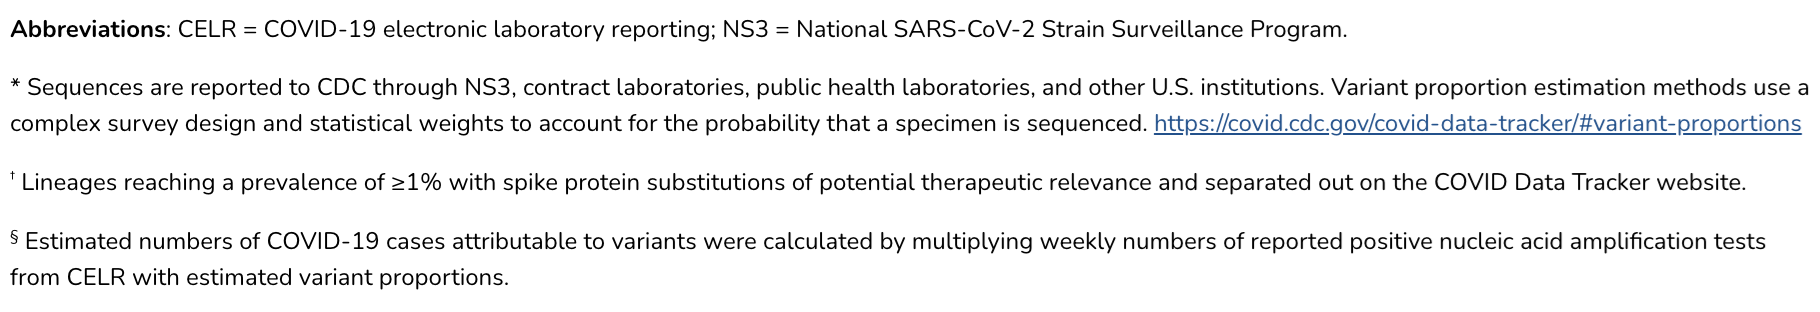 Abbreviations: CELR = COVID-19 electronic laboratory reporting; NS3 = National SARS-CoV-2 Strain Surveillance Program.
* Sequences are reported to CDC through NS3, contract laboratories, public health laboratories, and other U.S. institutions. Variant proportion estimation methods use a
complex survey design and statistical weights to account for the probability that a specimen is sequenced. https://covid.cdc.gov/covid-data-tracker/#variant-proportions
† Lineages reaching a prevalence of ≥1% with spike protein substitutions of potential therapeutic relevance and separated out on the COVID Data Tracker website.
§ Estimated numbers of COVID-19 cases attributable to variants were calculated by multiplying weekly numbers of reported positive nucleic acid amplification tests
from CELR with estimated variant proportions.